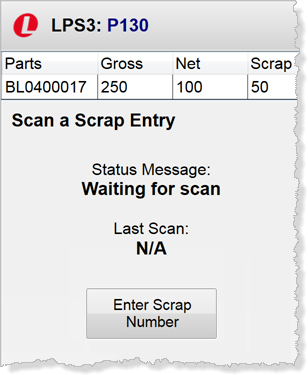 L LPS3: P130
Parts Gross Net Scrap
BL0400017 250 100 50
Scan a Scrap Entry
Status Message:
Waiting for scan
Last Scan:
N/A
Enter Scrap
Number